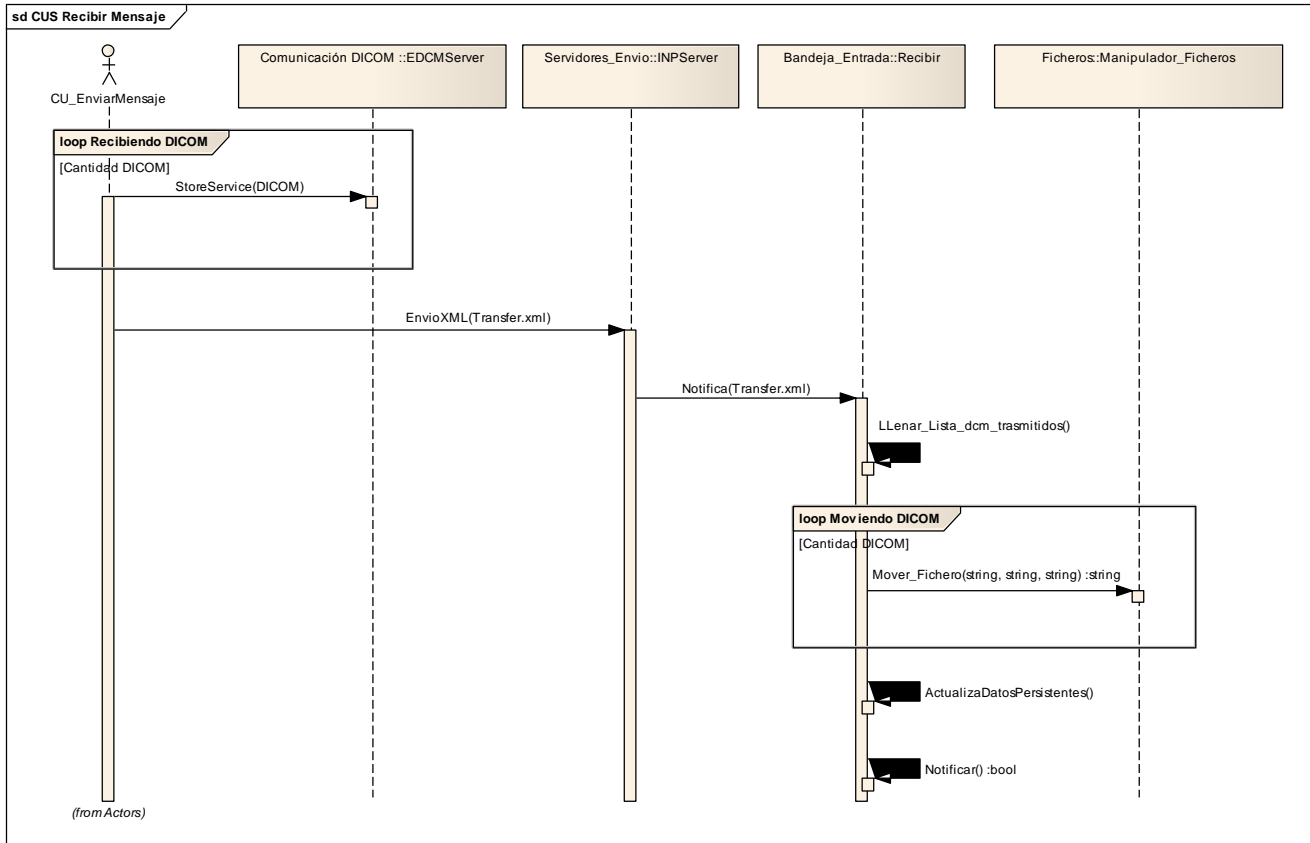 sd CUS Recibir Mensaje
CU_EnviarMensaje
Comunicación DICOM ::EDCMServer
Servidores_Envio::INPServer
Bandeja_Entrada::Recibir
Ficheros::Manipulador_Ficheros
loop Recibiendo DICOM
[Cantidad DICOM]
StoreService(DICOM)
EnvioXML(Transfer.xml)
Notifica(Transfer.xml)
LLenar_Lista_dcm_trasmitidos()
loop Moviendo DICOM
[Cantidad DICOM]
Mover_Fichero(string, string, string) :string
ActualizaDatosPersistentes()
Notificar() :bool
(from Actors)